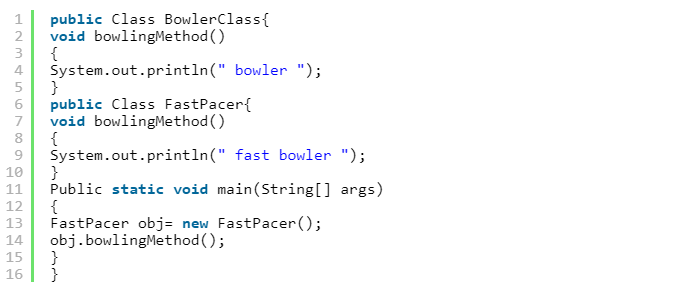 1 public Class BowlerClass{
2 void bowlingMethod()
3 {
4 System.out.println(" bowler ");
5 }
6 public Class FastPacer{
7 void bowlingMethod()
8 {
9 System.out.println(" fast bowler ");
10 }
11 Public static void main(String[] args)
12 {
13 FastPacer obj= new FastPacer();
14 obj.bowlingMethod();
15 }
16 }